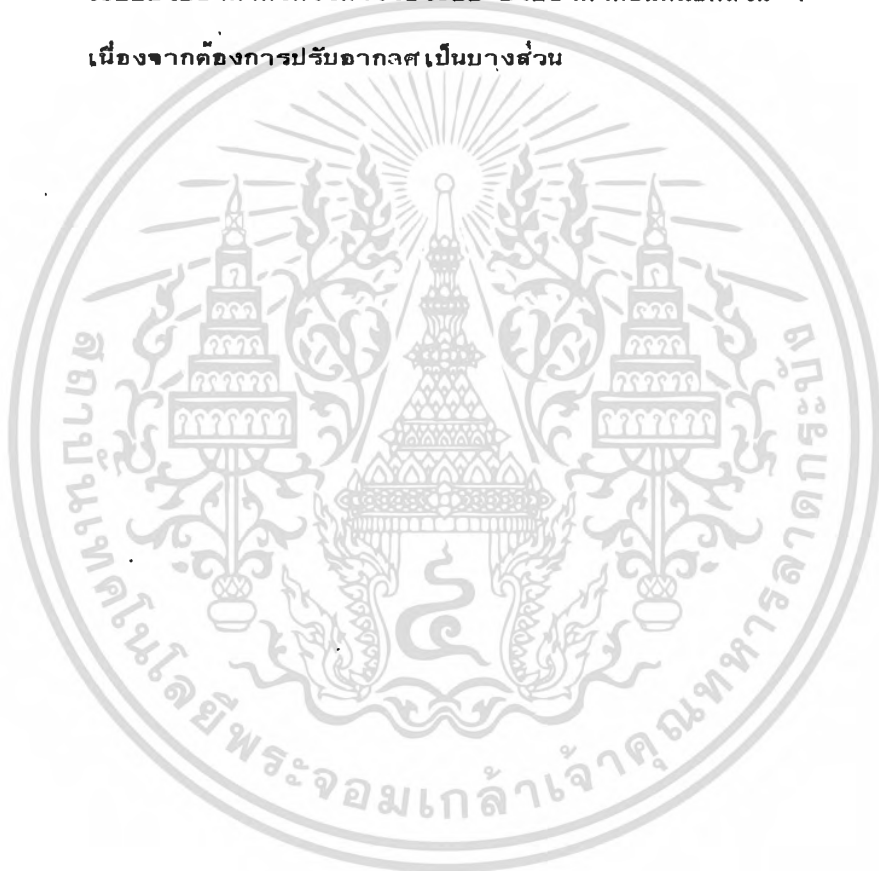 เนื่องจากต้องการปรับอากาศเป็นบางส่วน
สถาบันเทคโนโลยีพระจอมเกล้าเจ้าคุณทหารลาดกระบัง